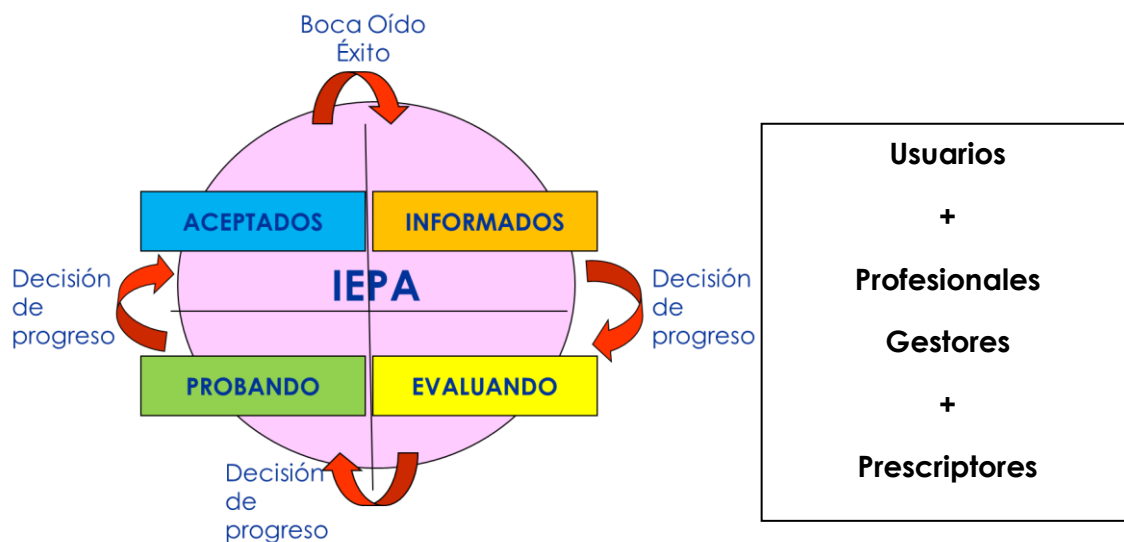 Boca Oído
Éxito
ACEPTADOS
INFORMADOS
Decisión
de
progreso
IEPA
Decisión
de
progreso
PROBANDO
EVALUANDO
Decisión
de
progreso
Usuarios
+
Profesionales
Gestores
+
Prescriptores